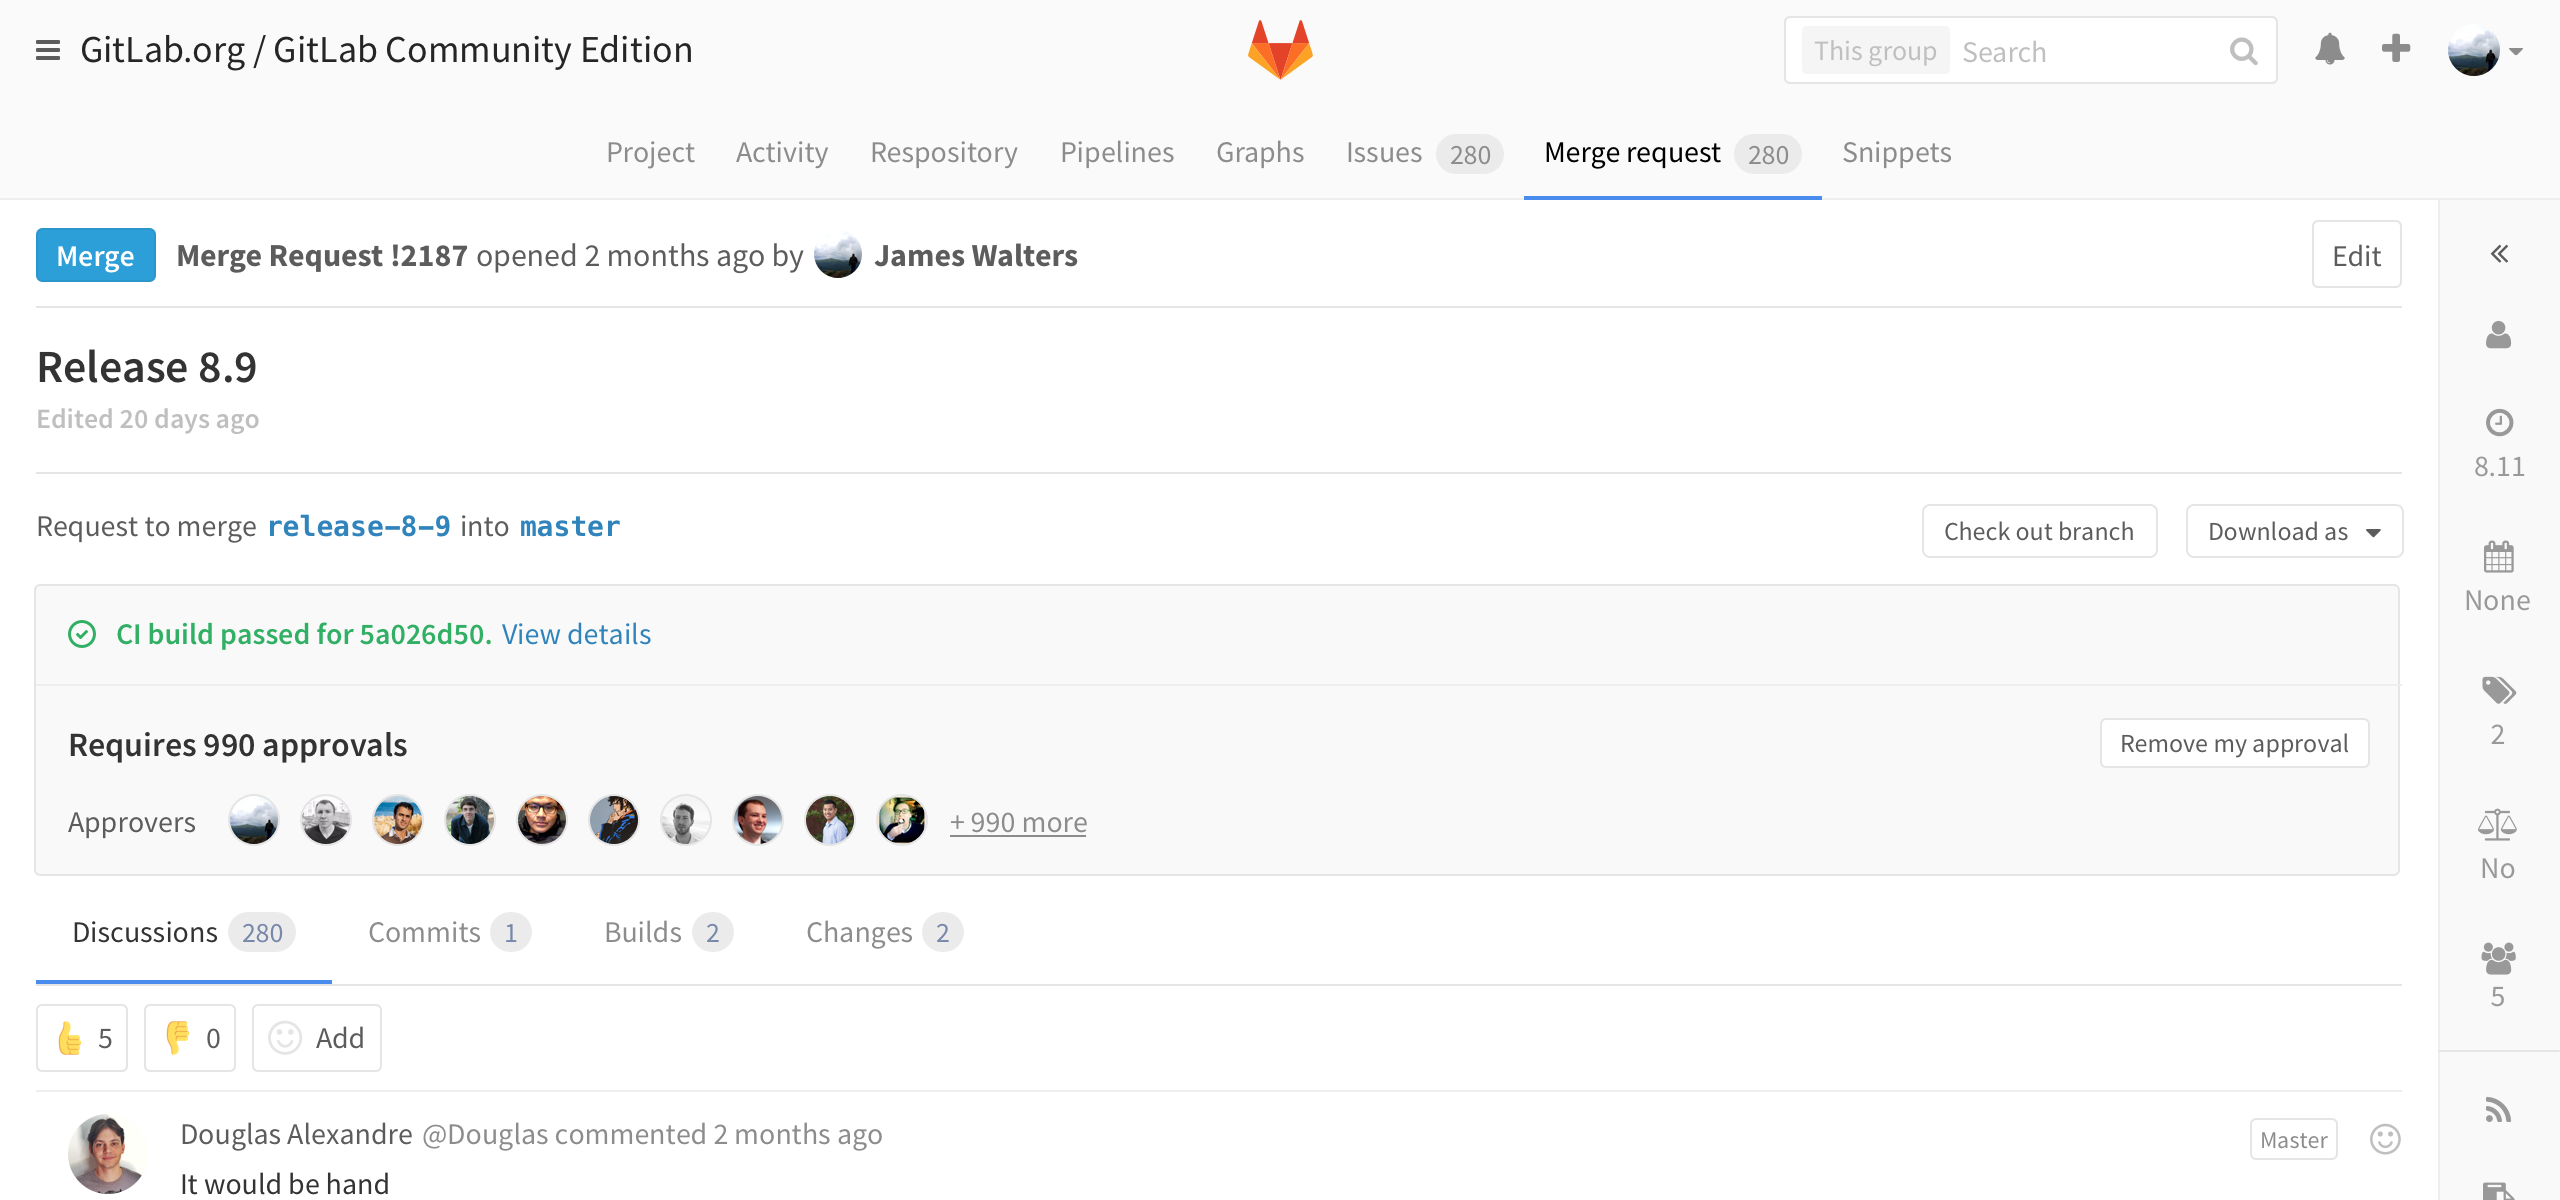 GitLab.org / GitLab Community Edition
This group Search
Project Activity Respository Pipelines Graphs Issues 280 Merge request 280 Snippets
Merge Merge Request !2187 opened 2 months ago by James Walters Edit
Release 8.9
Edited 20 days ago
8.11
Request to merge release-8-9 into master Check out branch Download as
None
CI build passed for 5a026d50. View details
Requires 990 approvals Remove my approval
2
Approvers + 990 more
No
Discussions 280 Commits 1 Builds 2 Changes 2
5
5 0 Add
Douglas Alexandre @Douglas commented 2 months ago Master
It would be hand